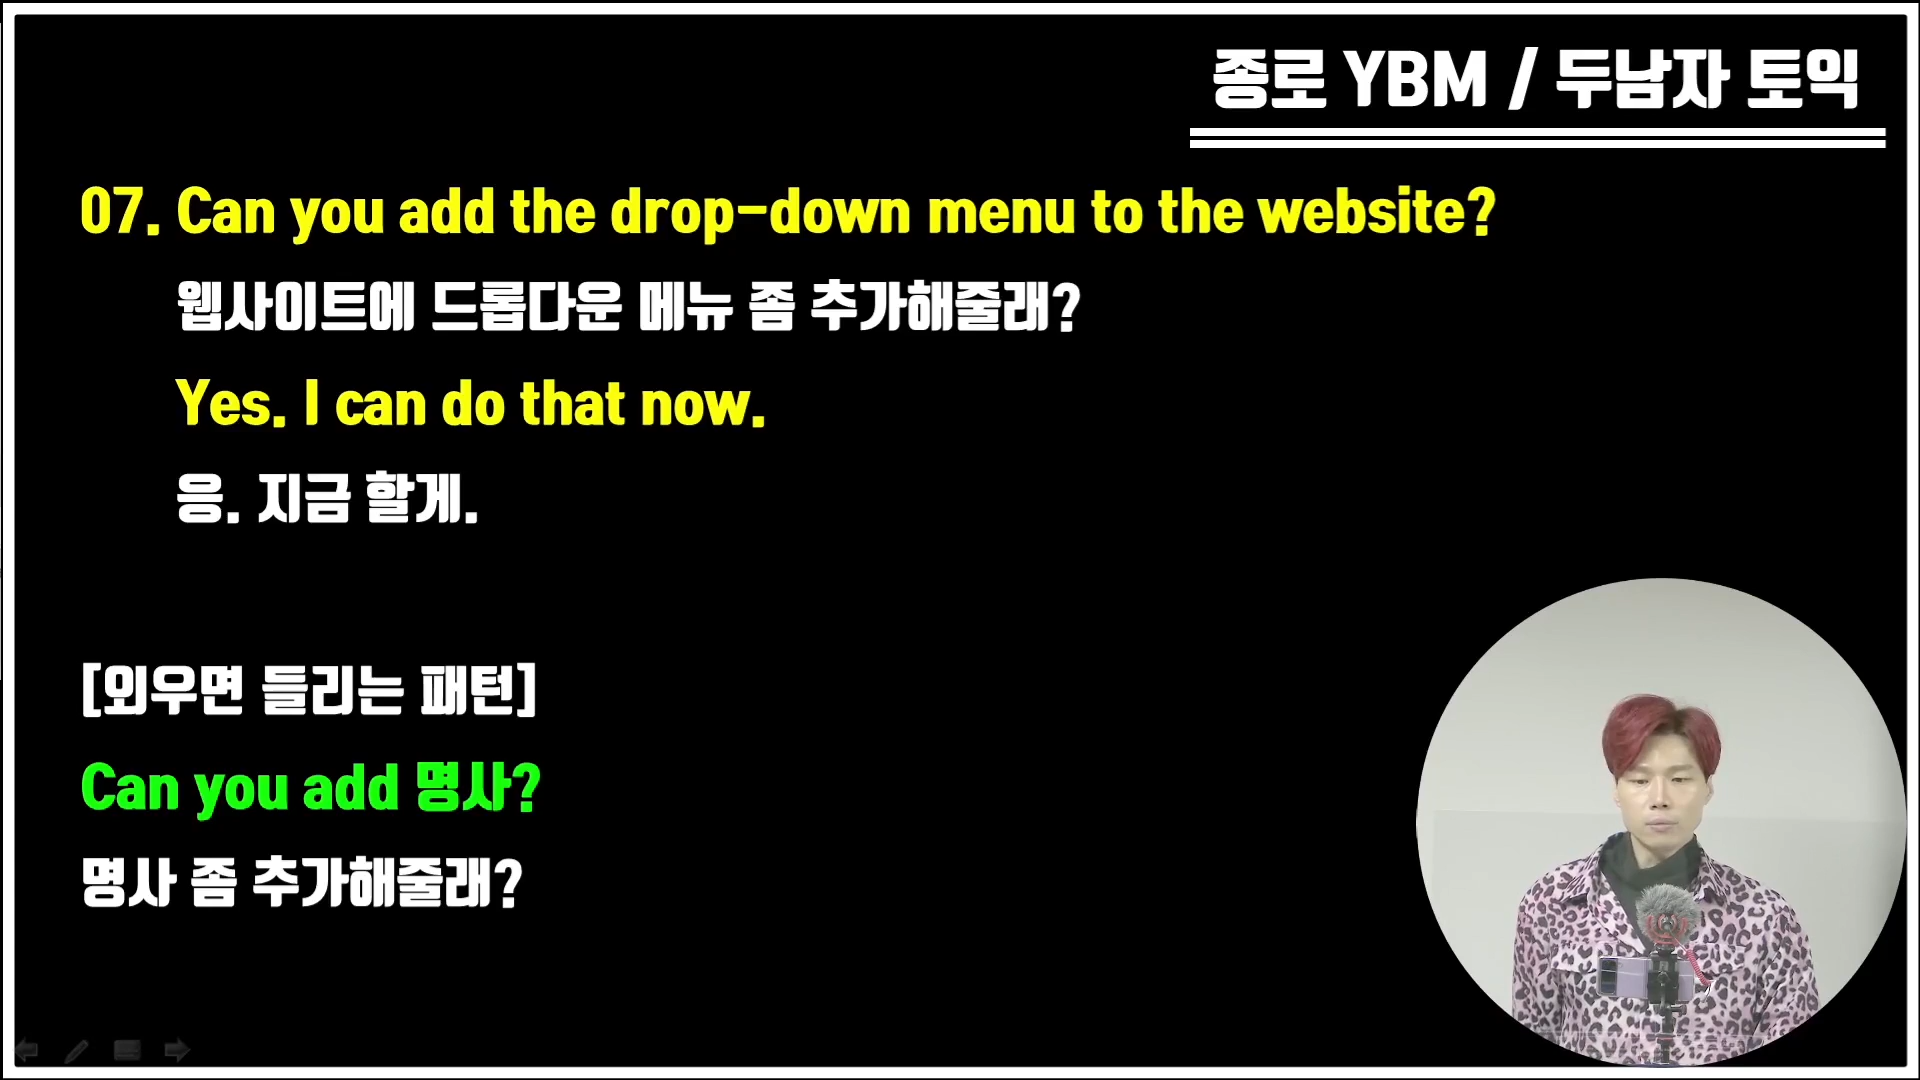 종로 YBM / 두남자 토익
07. Can you add the drop-down menu to the website?
웹사이트에 드롭다운 메뉴 좀 추가해줄래?
Yes. I can do that now.
응. 지금 할게.
[외우면 들리는 패턴]
Can you add 명사?
명사 좀 추가해줄래?